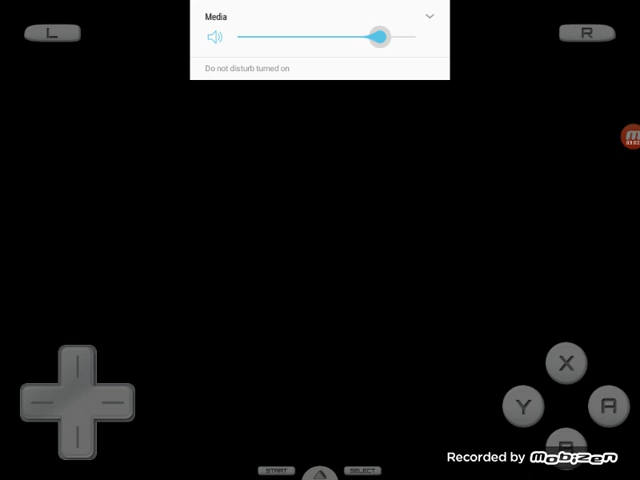 Media
L
R
Do not disturb turned on
X
Y
A
START
SELECT
Recorded by Mobizen